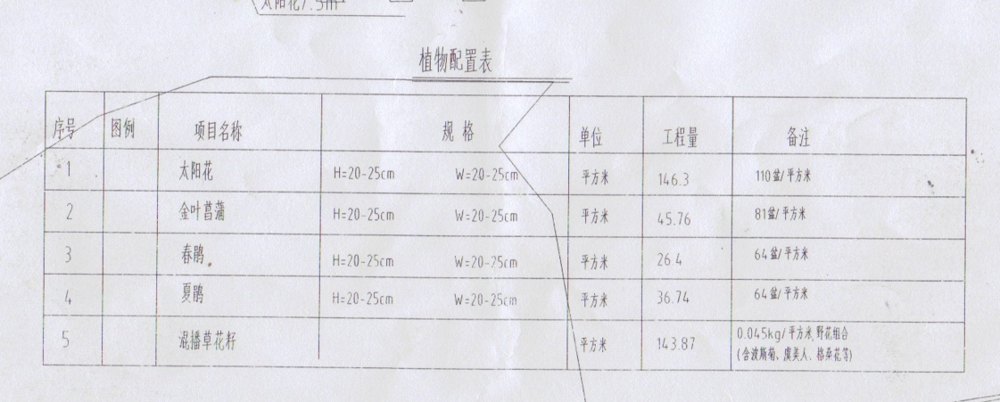 太阳花7.5m
植物配置表
序号 图例 项目名称 规格 单位 工程量 备注
1 太阳花 H=20-25cm W=20-25cm 平方米 146.3 110盆/平方米
2 金叶菖蒲 H=20-25cm W=20-25cm 平方米 45.76 81盆/平方米
3 春鹃 H=20-25cm W=20-25cm 平方米 26.4 64盆/平方米
4 夏鹃 H=20-25cm W=20-25cm 平方米 36.74 64盆/平方米
5 混播草花籽 平方米 143.87 0.045kg/平方米,野花组合
(含波斯菊、虞美人、格桑花等)